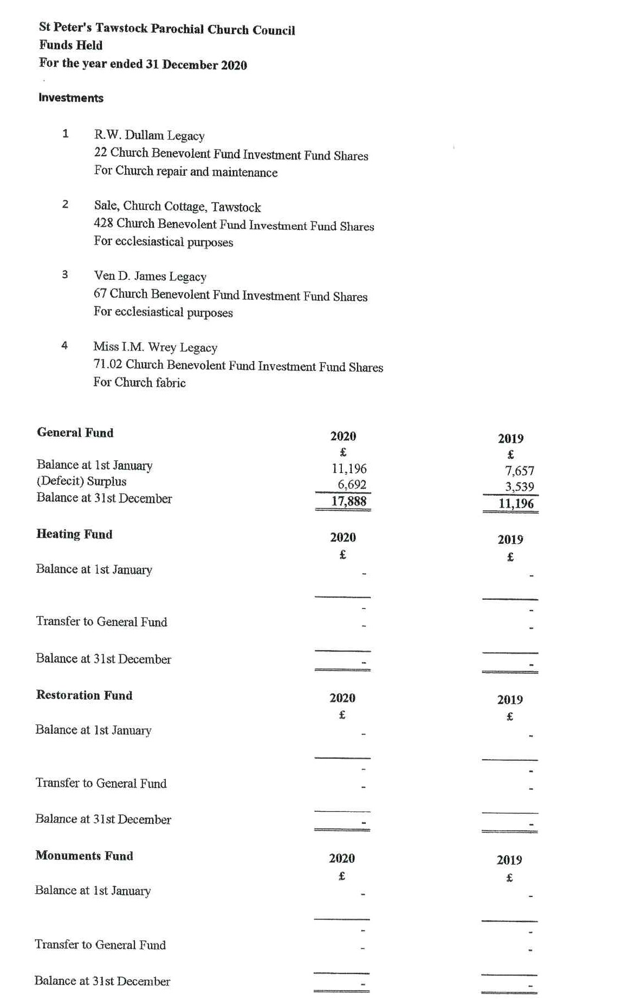 St Peter's Tawstock Parochial Church Council
Funds Held
For the year ended 31 December 2020
Investments
1 R.W. Dullam Legacy
22 Church Benevolent Fund Investment Fund Shares
For Church repair and maintenance
2 Sale, Church Cottage, Tawstock
428 Church Benevolent Fund Investment Fund Shares
For ecclesiastical purposes
3 Ven D. James Legacy
67 Church Benevolent Fund Investment Fund Shares
For ecclesiastical purposes
4 Miss I.M. Wrey Legacy
71.02 Church Benevolent Fund Investment Fund Shares
For Church fabric
General Fund 2020 2019
£ £
Balance at 1st January 11,196 7,657
(Defecit) Surplus 6,692 3,539
Balance at 31st December 17,888 11,196
Heating Fund 2020 2019
£ £
Balance at 1st January - -
- -
Transfer to General Fund - -
Balance at 31st December - -
Restoration Fund 2020 2019
£ £
Balance at 1st January - -
- -
Transfer to General Fund - -
Balance at 31st December - -
Monuments Fund 2020 2019
£ £
Balance at 1st January - -
- -
Transfer to General Fund - -
Balance at 31st December - -